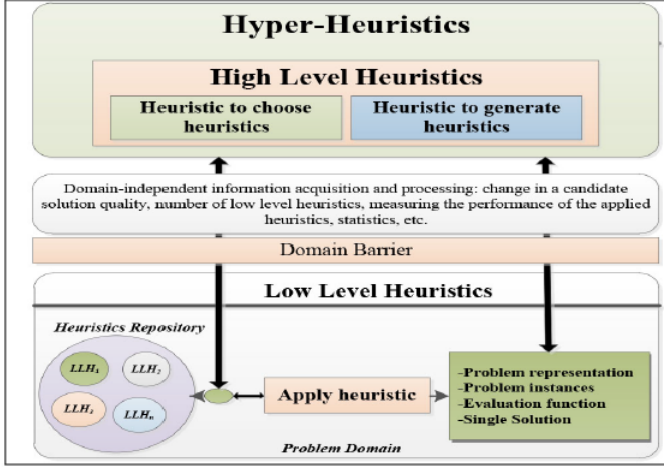 Hyper-Heuristics
High Level Heuristics
Heuristic to choose
heuristics
Heuristic to generate
heuristics
Domain-independent information acquisition and processing: change in a candidate
solution quality, number of low level heuristics, measuring the performance of the applied
heuristics, statistics, etc.
Domain Barrier
Low Level Heuristics
Heuristics Repository
LLH₁
LLH₂
LLHₙ
Apply heuristic
-Problem representation
-Problem instances
-Evaluation function
-Single Solution
Problem Domain